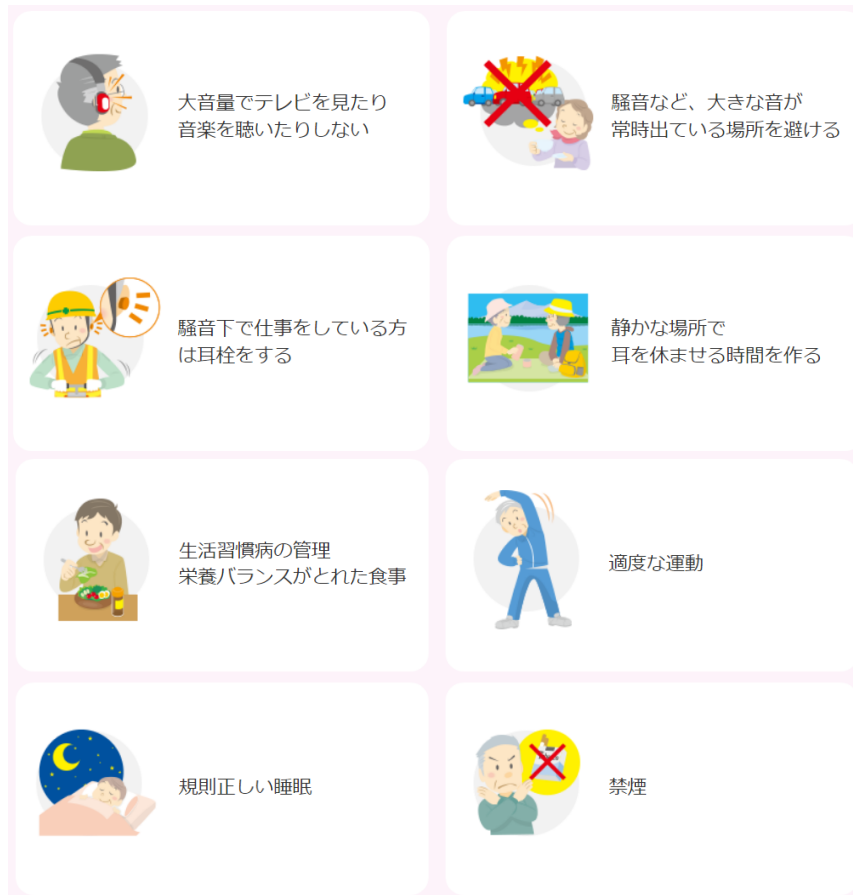 大音量でテレビを見たり
音楽を聴いたりしない
騒音など、大きな音が
常時出ている場所を避ける
騒音下で仕事をしている方
は耳栓をする
静かな場所で
耳を休ませる時間を作る
生活習慣病の管理
栄養バランスがとれた食事
適度な運動
規則正しい睡眠
禁煙